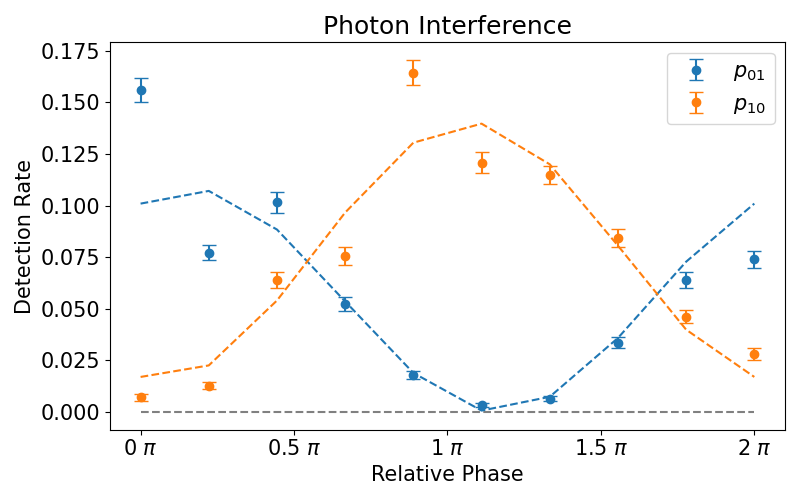 Photon Interference
0.175
0.150
0.125
0.100
0.075
0.050
0.025
0.000
Detection Rate
p01
p10
0 π
0.5 π
1 π
1.5 π
2 π
Relative Phase